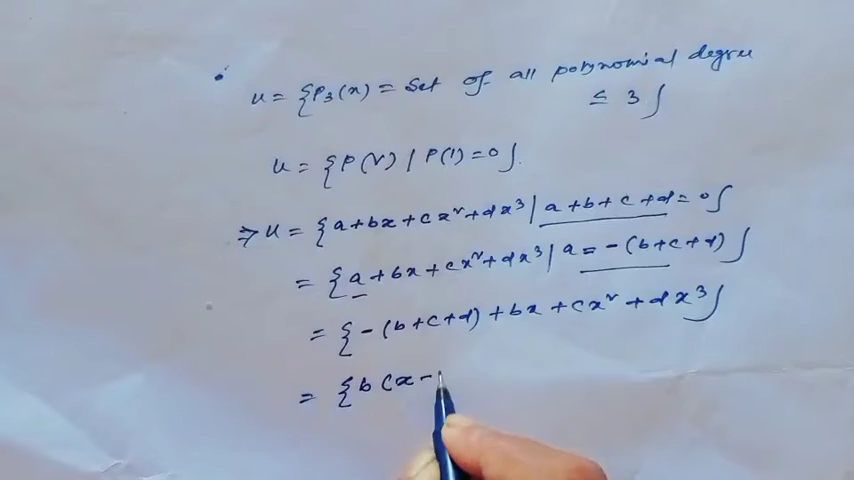 u = {P₃(x) = Set of all polynomial degree
≤ 3}
u = {P(r) / P(1) = 0}.
⇒ u = {a + bx + cx² + dx³ | a + b + c + d = 0}
= {a + bx + cx² + dx³ | a = -(b + c + d)}
= {-(b + c + d) + bx + cx² + dx³}
= {b(x -